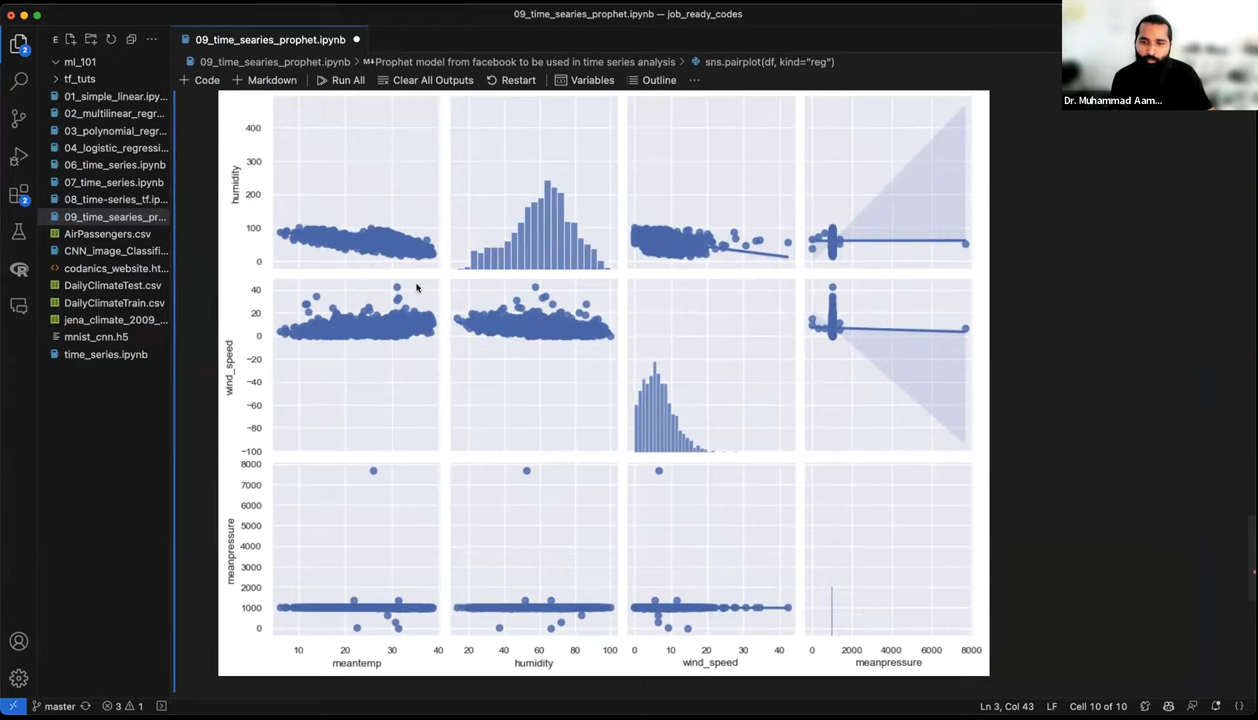 09_time_searies_prophet.ipynb — job_ready_codes
E
09_time_searies_prophet.ipynb
09_time_searies_prophet.ipynb > M↓Prophet model from facebook to be used in time series analysis > sns.pairplot(df, kind="reg")
+ Code + Markdown Run All Clear All Outputs Restart Variables Outline ...
ml_101
tf_tuts
01_simple_linear.ipy...
02_multilinear_regr...
03_polynomial_regr...
04_logistic_regressi...
06_time_series.ipynb
07_time_series.ipynb
08_time-series_tf.ip...
09_time_searies_pr...
AirPassengers.csv
CNN_image_Classifi...
codanics_website.ht...
DailyClimateTest.csv
DailyClimateTrain.csv
jena_climate_2009_...
mnist_cnn.h5
time_series.ipynb
2
2
Dr. Muhammad Aam...
humidity
400
300
200
100
0
wind_speed
40
20
0
−20
−40
−60
−80
−100
meanpressure
8000
7000
6000
5000
4000
3000
2000
1000
0
10 20 30 40
meantemp
20 40 60 80 100
humidity
0 10 20 30 40
wind_speed
0 2000 4000 6000 8000
meanpressure
master 3 1
Ln 3, Col 43 LF Cell 10 of 10